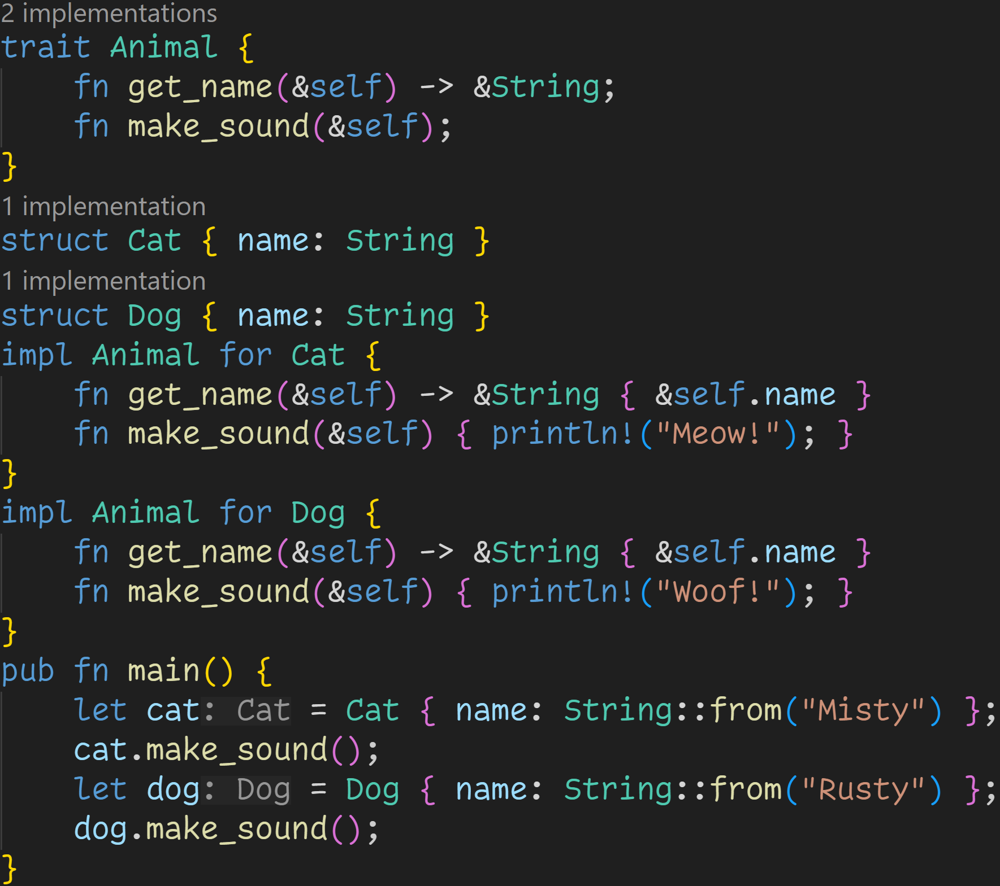 2 implementations
trait Animal {
    fn get_name(&self) -> &String;
    fn make_sound(&self);
}
1 implementation
struct Cat { name: String }
1 implementation
struct Dog { name: String }
impl Animal for Cat {
    fn get_name(&self) -> &String { &self.name }
    fn make_sound(&self) { println!("Meow!"); }
}
impl Animal for Dog {
    fn get_name(&self) -> &String { &self.name }
    fn make_sound(&self) { println!("Woof!"); }
}
pub fn main() {
    let cat: Cat = Cat { name: String::from("Misty") };
    cat.make_sound();
    let dog: Dog = Dog { name: String::from("Rusty") };
    dog.make_sound();
}